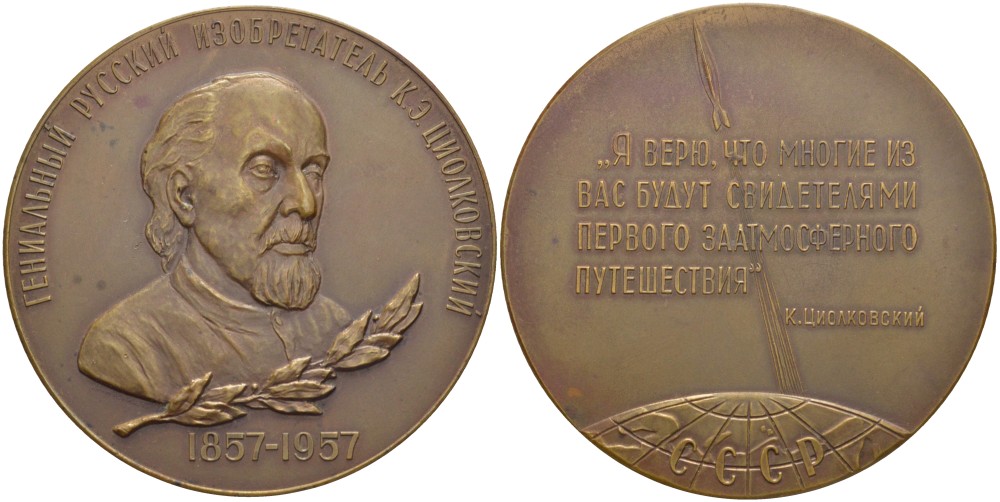 ГЕНИАЛЬНЫЙ РУССКИЙ ИЗОБРЕТАТЕЛЬ К.Э.ЦИОЛКОВСКИЙ
1857-1957
„Я ВЕРЮ, ЧТО МНОГИЕ ИЗ
ВАС БУДУТ СВИДЕТЕЛЯМИ
ПЕРВОГО ЗААТМОСФЕРНОГО
ПУТЕШЕСТВИЯ”
К.ЦИОЛКОВСКИЙ
СССР